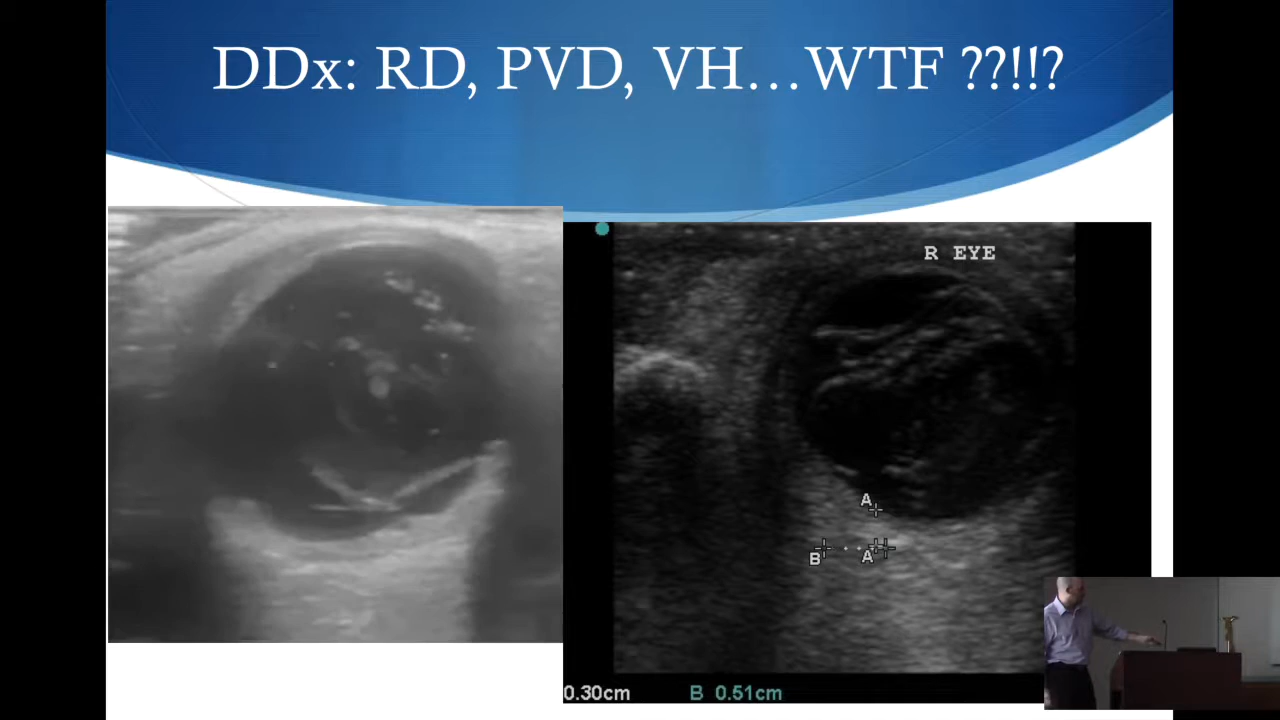 DDx: RD, PVD, VH...WTF ??!!?
R EYE
A
B
A
0.30cm B 0.51cm